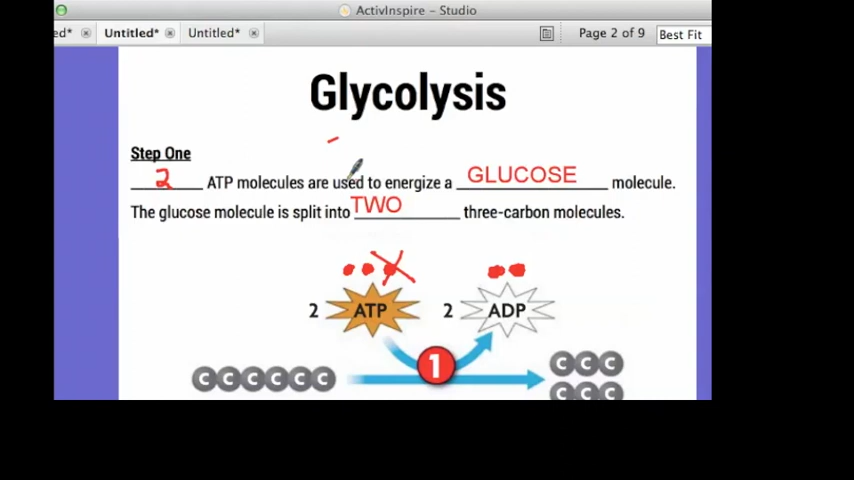 ActivInspire – Studio
ed* Untitled* Untitled* Page 2 of 9 Best Fit
Glycolysis
Step One
2 ATP molecules are used to energize a GLUCOSE molecule.
The glucose molecule is split into TWO three-carbon molecules.
2 ATP 2 ADP
1
C C C C C C
C C C
C C C